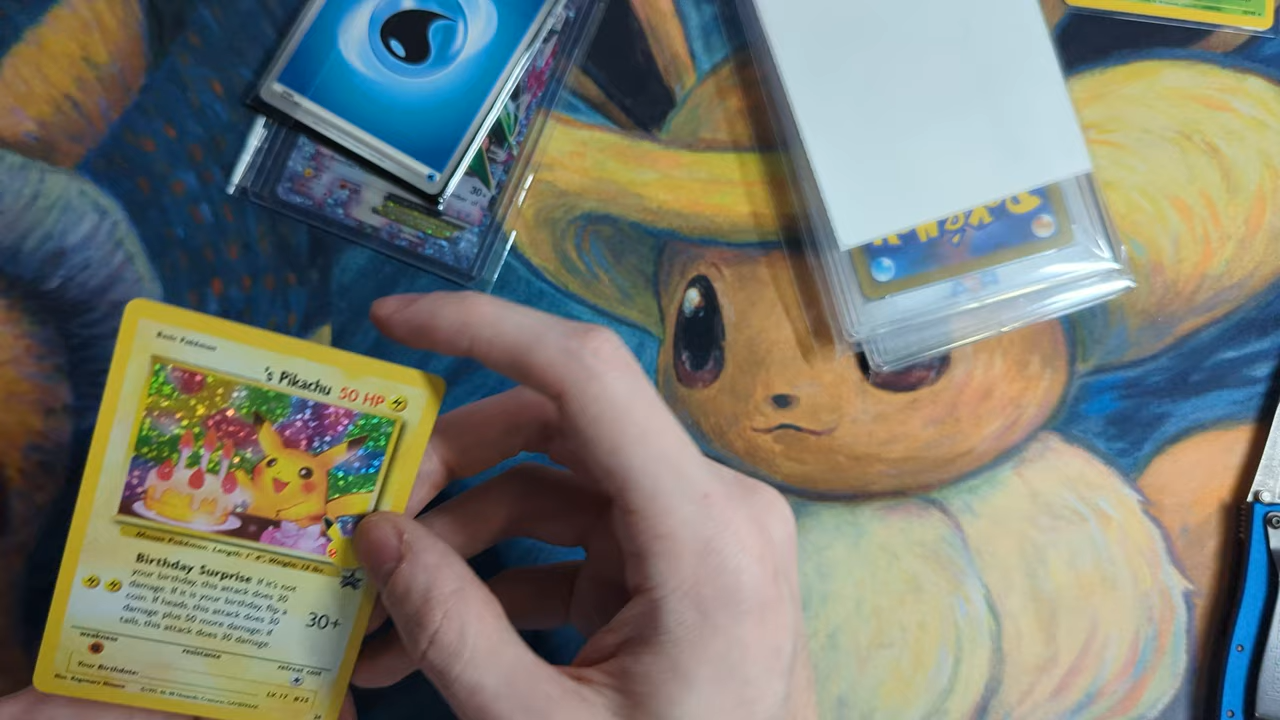 30+
POKéMON
Basic Pokémon
's Pikachu 50 HP
Mouse Pokémon. Length: 1' 4", Weight: 13 lbs.
Birthday Surprise If it's not
your birthday, this attack does 30
damage. If it is your birthday, flip a
coin. If heads, this attack does 30
damage plus 50 more damage; if
tails, this attack does 30 damage.
30+
weakness
resistance
retreat cost
Your Birthdate:
LV. 17 #25
24